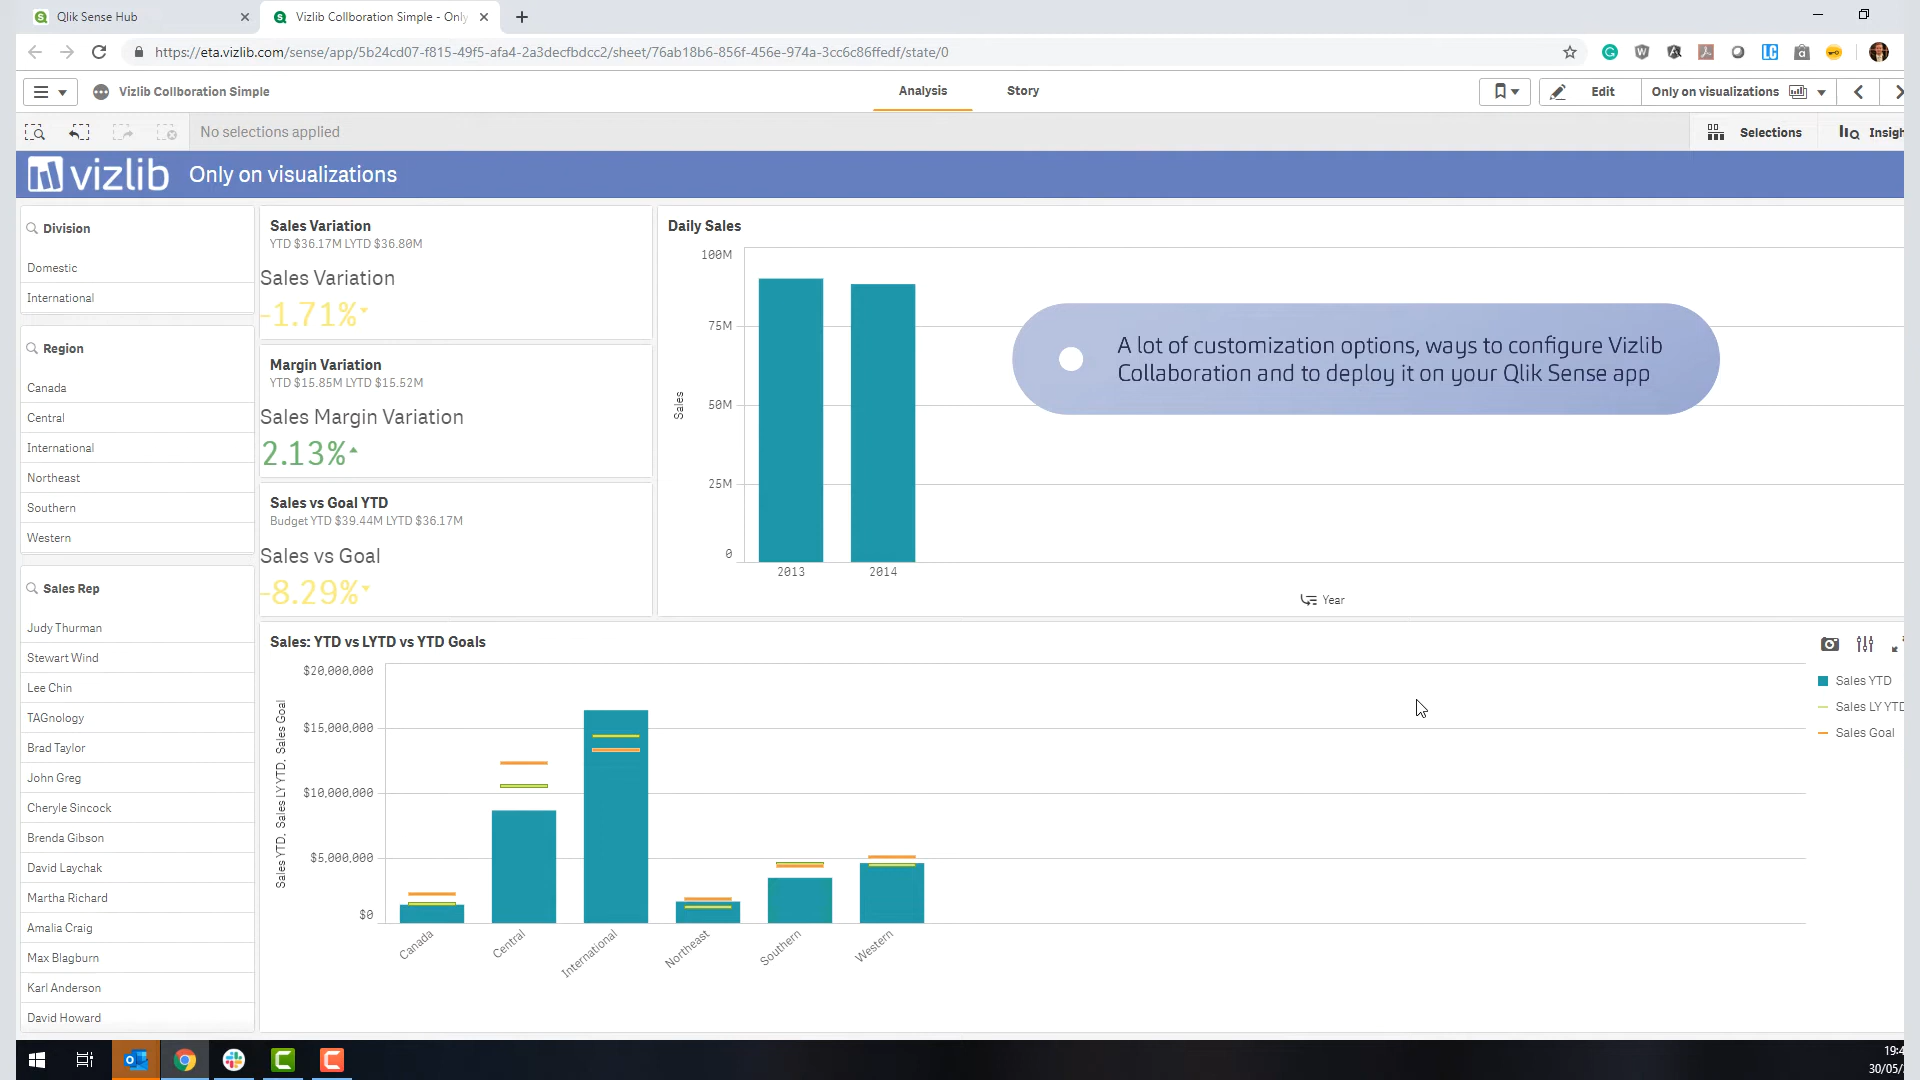 Qlik Sense Hub
Vizlib Collboration Simple - Only
https://eta.vizlib.com/sense/app/5b24cd07-f815-49f5-afa4-2a3decfbdcc2/sheet/76ab18b6-856f-456e-974a-3cc6c86ffedf/state/0
Vizlib Collboration Simple
Analysis
Story
Edit
Only on visualizations
No selections applied
Selections
Insigh
vizlib
Only on visualizations
Division
Domestic
International
Region
Canada
Central
International
Northeast
Southern
Western
Sales Rep
Judy Thurman
Stewart Wind
Lee Chin
TAGnology
Brad Taylor
John Greg
Cheryle Sincock
Brenda Gibson
David Laychak
Martha Richard
Amalia Craig
Max Blagburn
Karl Anderson
David Howard
Sales Variation
YTD $36.17M LYTD $36.80M
Sales Variation
-1.71%
Margin Variation
YTD $15.85M LYTD $15.52M
Sales Margin Variation
2.13%
Sales vs Goal YTD
Budget YTD $39.44M LYTD $36.17M
Sales vs Goal
-8.29%
Daily Sales
100M
75M
50M
25M
0
Sales
2013
2014
Year
A lot of customization options, ways to configure Vizlib
Collaboration and to deploy it on your Qlik Sense app
Sales: YTD vs LYTD vs YTD Goals
$20,000,000
$15,000,000
$10,000,000
$5,000,000
$0
Sales YTD, Sales LY YTD, Sales Goal
Canada
Central
International
Northeast
Southern
Western
Sales YTD
Sales LY YTD
Sales Goal
19:4
30/05/